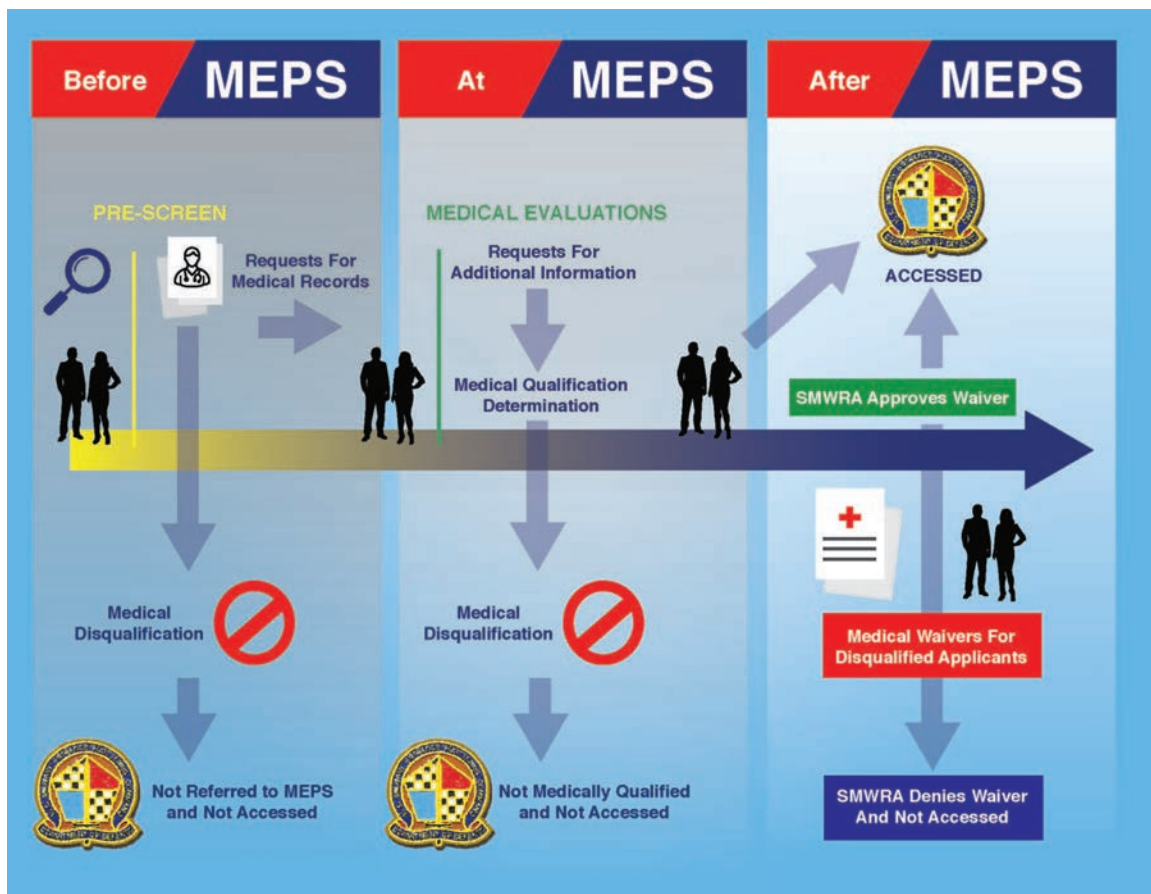 Before MEPS
PRE-SCREEN
Requests For
Medical Records
Medical
Disqualification
Not Referred to MEPS
and Not Accessed
At MEPS
MEDICAL EVALUATIONS
Requests For
Additional Information
Medical Qualification
Determination
Medical
Disqualification
Not Medically Qualified
and Not Accessed
After MEPS
ACCESSED
SMWRA Approves Waiver
Medical Waivers For
Disqualified Applicants
SMWRA Denies Waiver
And Not Accessed